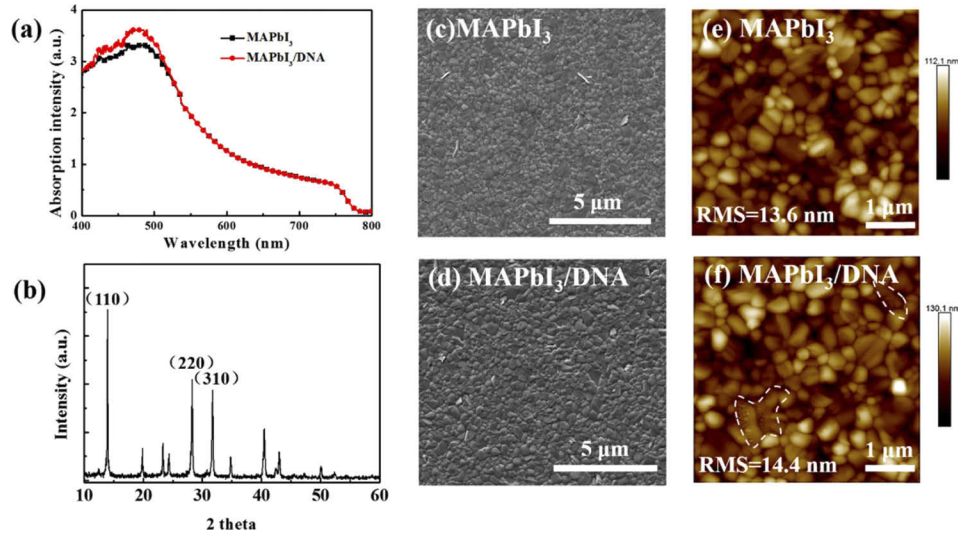 (a)
MAPbI₃
MAPbI₃/DNA
Absorption intensity (a.u.)
4
3
2
1
0
400 500 600 700 800
Wavelength (nm)
(b)
(110)
(220)
(310)
Intensity (a.u.)
10 20 30 40 50 60
2 theta
(c)MAPbI₃
5 μm
(d) MAPbI₃/DNA
5 μm
(e) MAPbI₃
RMS=13.6 nm
1 μm
112.1 nm
(f) MAPbI₃/DNA
RMS=14.4 nm
1 μm
130.1 nm